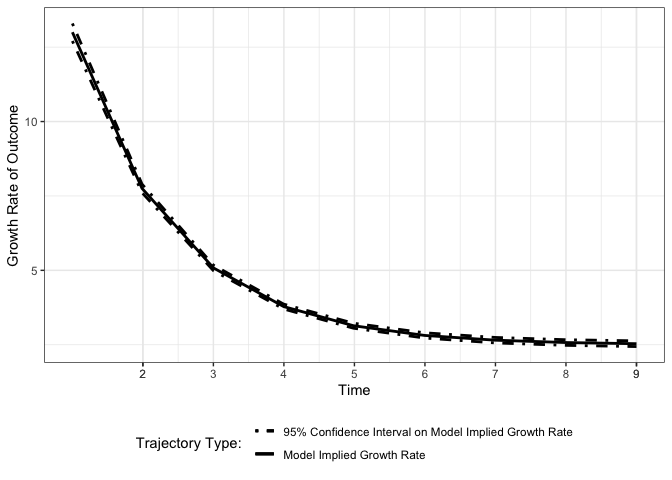 Growth Rate of Outcome
10
5
2 3 4 5 6 7 8 9
Time
Trajectory Type:
95% Confidence Interval on Model Implied Growth Rate
Model Implied Growth Rate